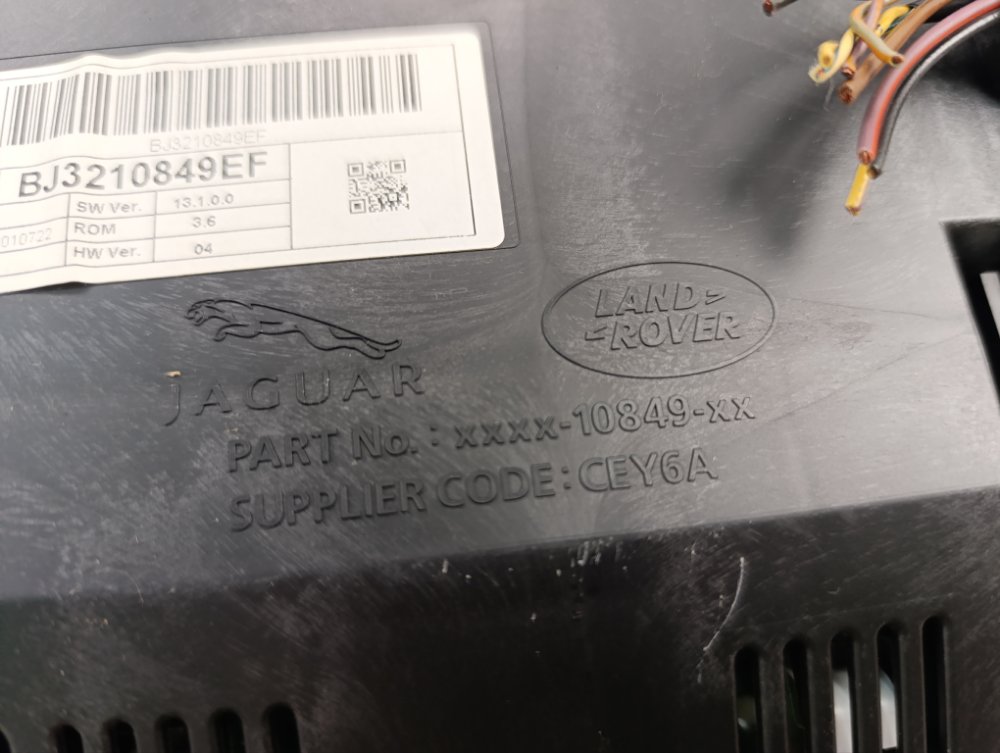 BJ3210849EF
BJ3210849EF
SW Ver. 13.1.0.0
010722 ROM 3.6
HW Ver. 04
JAGUAR
LAND
ROVER
PART No. : xxxx-10849-xx
SUPPLIER CODE : CEY6A